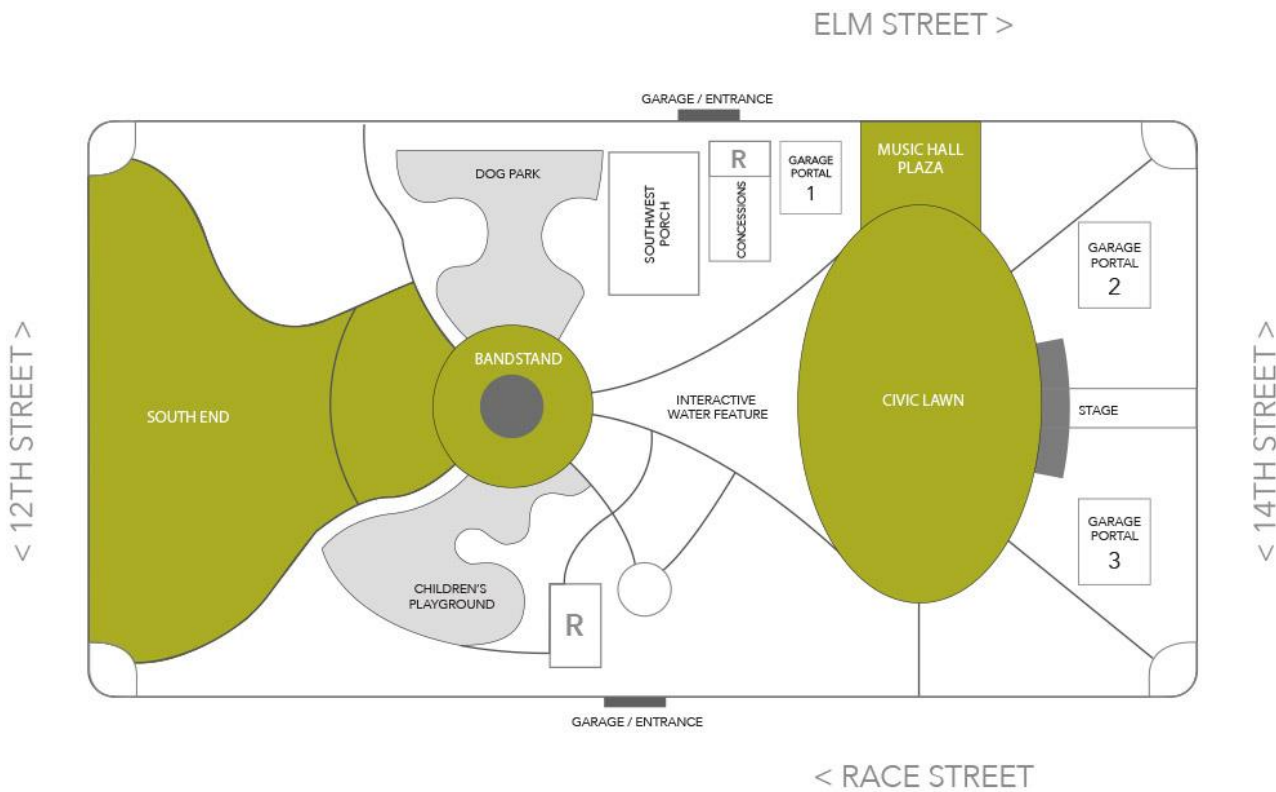 ELM STREET >
GARAGE / ENTRANCE
DOG PARK
SOUTHWEST
PORCH
R
CONCESSIONS
GARAGE
PORTAL
1
MUSIC HALL
PLAZA
GARAGE
PORTAL
2
< 12TH STREET >
SOUTH END
BANDSTAND
INTERACTIVE
WATER FEATURE
CIVIC LAWN
STAGE
< 14TH STREET >
GARAGE
PORTAL
3
CHILDREN'S
PLAYGROUND
R
GARAGE / ENTRANCE
< RACE STREET